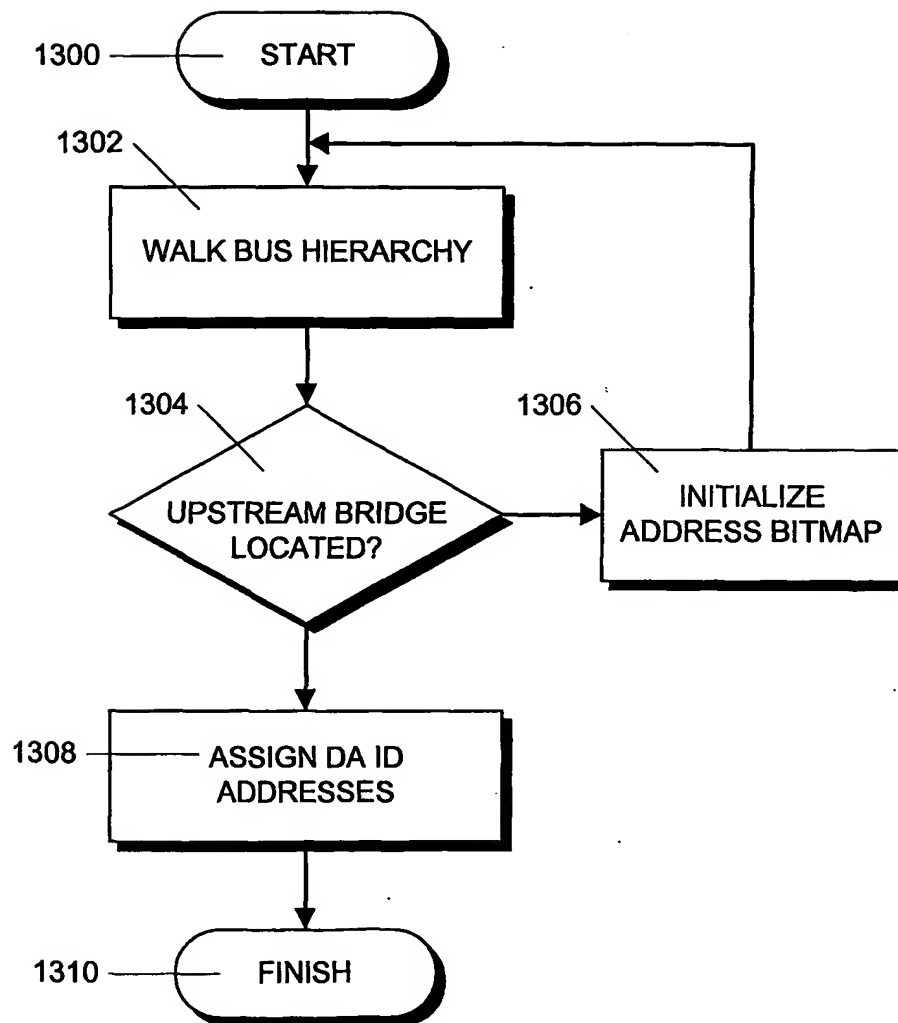 1300
START
1302
WALK BUS HIERARCHY
1304
UPSTREAM BRIDGE
LOCATED?
1306
INITIALIZE
ADDRESS BITMAP
1308
ASSIGN DA ID
ADDRESSES
1310
FINISH